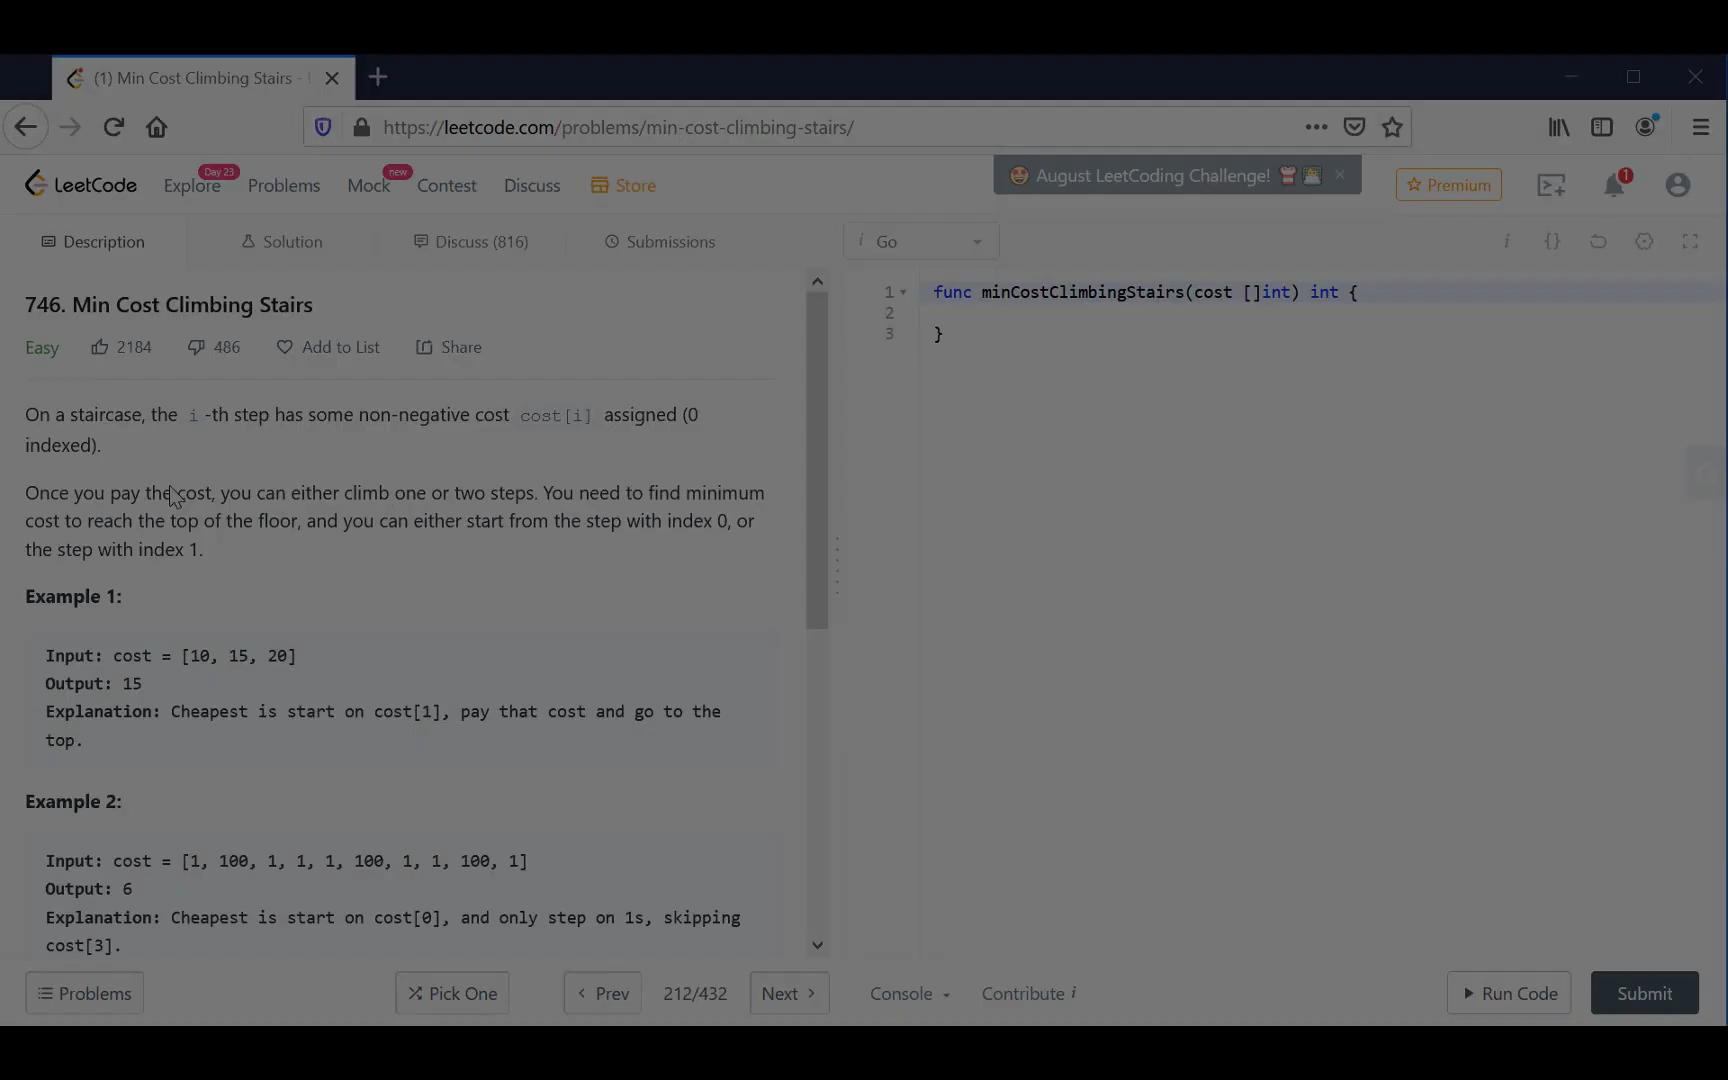 (1) Min Cost Climbing Stairs -
https://leetcode.com/problems/min-cost-climbing-stairs/
LeetCode Explore Day 23 Problems Mock new Contest Discuss Store August LeetCoding Challenge! Premium 1
Description Solution Discuss (816) Submissions i Go
746. Min Cost Climbing Stairs
Easy 2184 486 Add to List Share
On a staircase, the i -th step has some non-negative cost cost[i] assigned (0
indexed).
Once you pay the cost, you can either climb one or two steps. You need to find minimum
cost to reach the top of the floor, and you can either start from the step with index 0, or
the step with index 1.
Example 1:
Input: cost = [10, 15, 20]
Output: 15
Explanation: Cheapest is start on cost[1], pay that cost and go to the
top.
Example 2:
Input: cost = [1, 100, 1, 1, 1, 100, 1, 1, 100, 1]
Output: 6
Explanation: Cheapest is start on cost[0], and only step on 1s, skipping
cost[3].
1 func minCostClimbingStairs(cost []int) int {
2
3 }
Problems Pick One Prev 212/432 Next Console Contribute i Run Code Submit